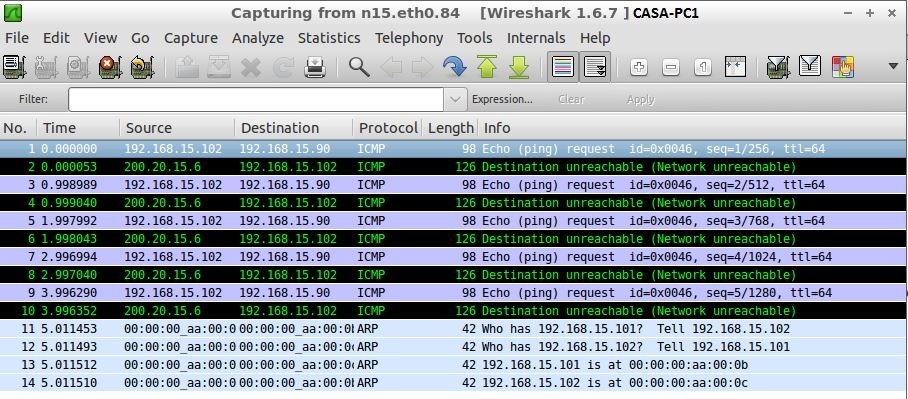 Capturing from n15.eth0.84 [Wireshark 1.6.7 ] CASA-PC1
File Edit View Go Capture Analyze Statistics Telephony Tools Internals Help
Filter: Expression... Clear Apply
No. Time Source Destination Protocol Length Info
1 0.000000 192.168.15.102 192.168.15.90 ICMP 98 Echo (ping) request id=0x0046, seq=1/256, ttl=64
2 0.000053 200.20.15.6 192.168.15.102 ICMP 126 Destination unreachable (Network unreachable)
3 0.998989 192.168.15.102 192.168.15.90 ICMP 98 Echo (ping) request id=0x0046, seq=2/512, ttl=64
4 0.999040 200.20.15.6 192.168.15.102 ICMP 126 Destination unreachable (Network unreachable)
5 1.997992 192.168.15.102 192.168.15.90 ICMP 98 Echo (ping) request id=0x0046, seq=3/768, ttl=64
6 1.998043 200.20.15.6 192.168.15.102 ICMP 126 Destination unreachable (Network unreachable)
7 2.996994 192.168.15.102 192.168.15.90 ICMP 98 Echo (ping) request id=0x0046, seq=4/1024, ttl=64
8 2.997040 200.20.15.6 192.168.15.102 ICMP 126 Destination unreachable (Network unreachable)
9 3.996290 192.168.15.102 192.168.15.90 ICMP 98 Echo (ping) request id=0x0046, seq=5/1280, ttl=64
10 3.996352 200.20.15.6 192.168.15.102 ICMP 126 Destination unreachable (Network unreachable)
11 5.011453 00:00:00_aa:00:0 00:00:00_aa:00:0 ARP 42 Who has 192.168.15.101? Tell 192.168.15.102
12 5.011493 00:00:00_aa:00:0 00:00:00_aa:00:0 ARP 42 Who has 192.168.15.102? Tell 192.168.15.101
13 5.011512 00:00:00_aa:00:0 00:00:00_aa:00:0 ARP 42 192.168.15.101 is at 00:00:00:aa:00:0b
14 5.011510 00:00:00_aa:00:0 00:00:00_aa:00:0 ARP 42 192.168.15.102 is at 00:00:00:aa:00:0c